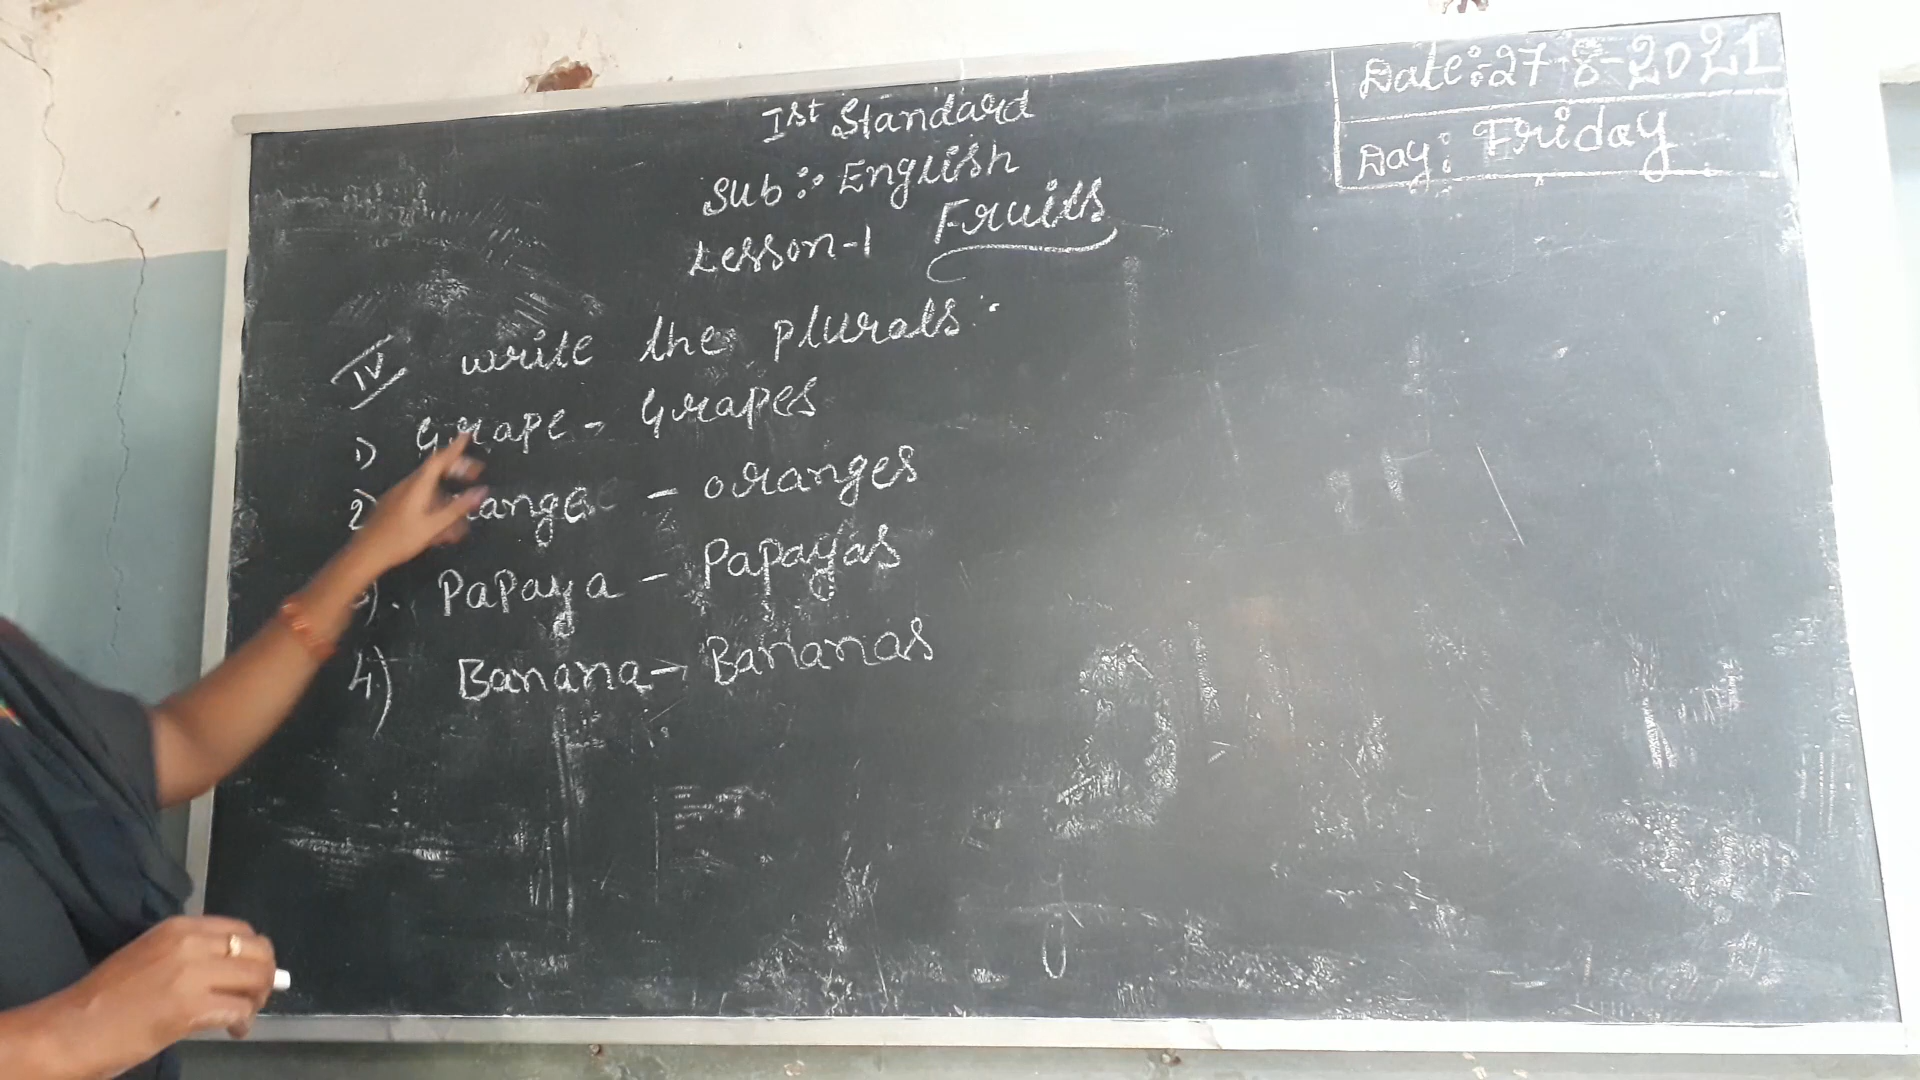 Date: 27-8-2021
Day: Friday
Ist Standard
Sub: English
Lesson-1 Fruits
IV write the plurals:
1) Grape - Grapes
2) ange - oranges
). Papaya - Papayas
4) Banana - Bananas